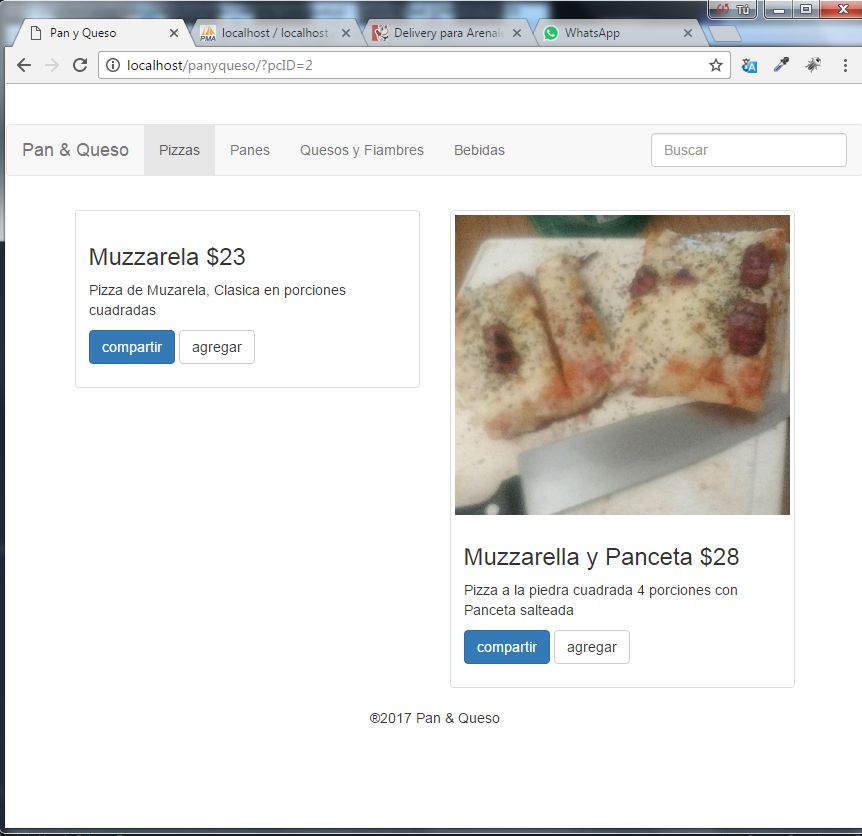 Tú
Pan y Queso
localhost / localhost
Delivery para Arenale
WhatsApp
localhost/panyqueso/?pcID=2
Pan & Queso
Pizzas
Panes
Quesos y Fiambres
Bebidas
Buscar
Muzzarela $23
Pizza de Muzarela, Clasica en porciones
cuadradas
compartir
agregar
Muzzarella y Panceta $28
Pizza a la piedra cuadrada 4 porciones con
Panceta salteada
compartir
agregar
®2017 Pan & Queso